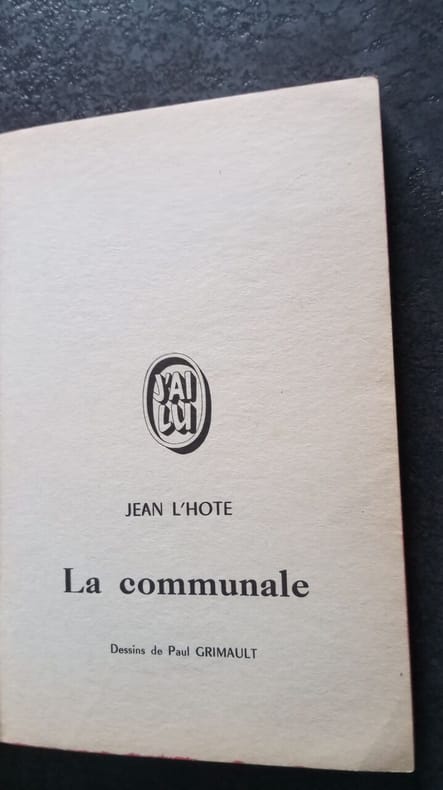 J'AI
LU
JEAN L'HOTE
La communale
Dessins de Paul GRIMAULT